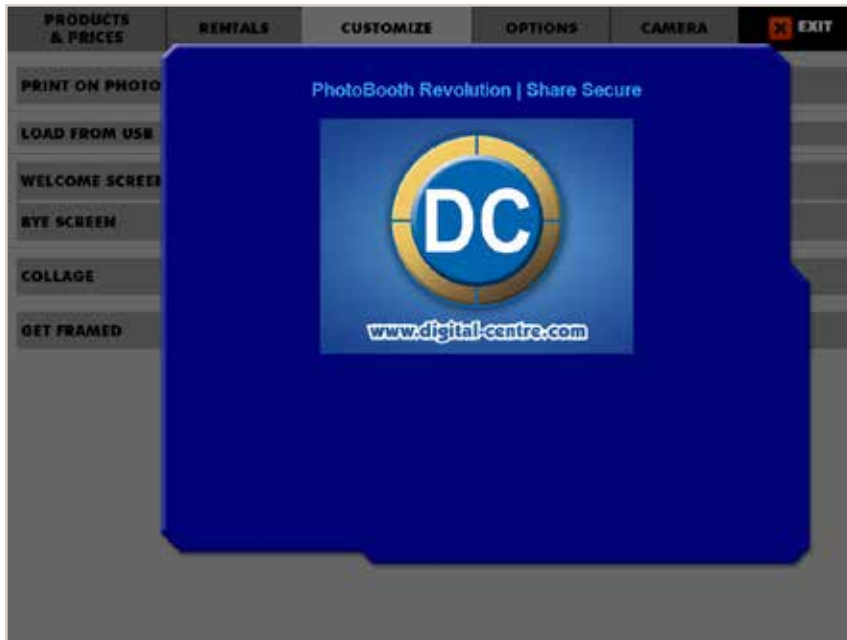 PRODUCTS
& PRICES
RENTALS
CUSTOMIZE
OPTIONS
CAMERA
X EXIT
PRINT ON PHOTO
LOAD FROM USB
WELCOME SCREEN
BYE SCREEN
COLLAGE
GET FRAMED
PhotoBooth Revolution | Share Secure
DC
www.digital-centre.com